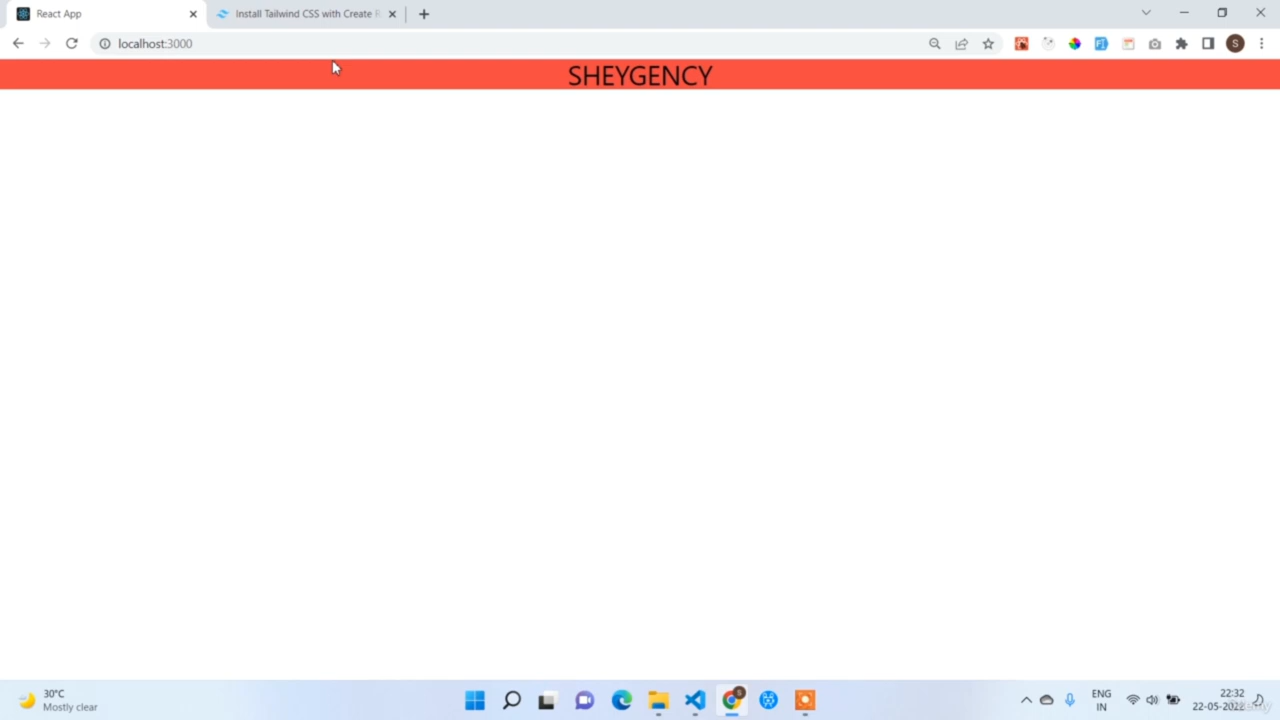 React App
Install Tailwind CSS with Create
localhost:3000
SHEYGENCY
30°C
Mostly clear
ENG
IN
22:32
22-05-2022
S